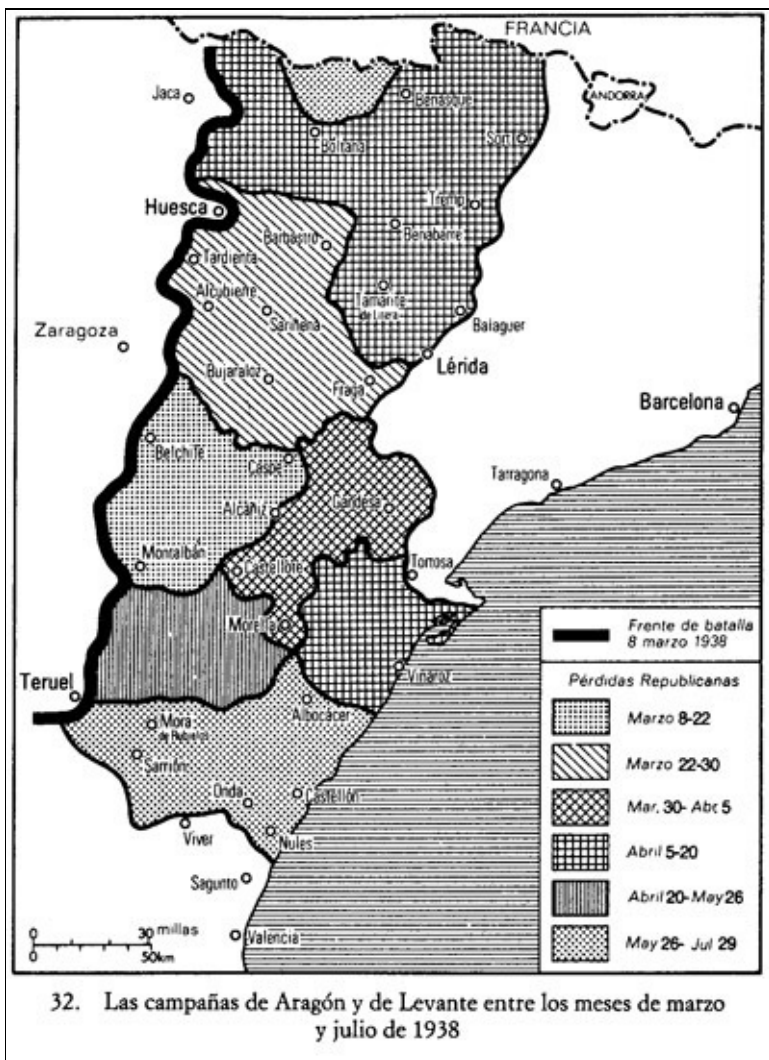 FRANCIA
ANDORRA
Jaca
Benasque
Boltana
Sort
Tremp
Huesca
Benabarre
Barbastro
Tardienta
Tamarite
de Litera
Alcubierre
Sariñena
Balaguer
Zaragoza
Lérida
Bujaraloz
Fraga
Barcelona
Belchite
Caspe
Tarragona
Alcañiz
Gandesa
Montalbán
Castellote
Tortosa
Morella
Teruel
Vinaroz
Albocácer
Mora
de Rubielos
Sarrión
Onda
Castellón
Viver
Nules
Sagunto
Valencia
0 30 millas
0 50km
Frente de batalla
8 marzo 1938
Pérdidas Republicanas
Marzo 8-22
Marzo 22-30
Mar. 30- Abr. 5
Abril 5-20
Abril 20-May 26
May 26- Jul 29
32. Las campañas de Aragón y de Levante entre los meses de marzo
y julio de 1938